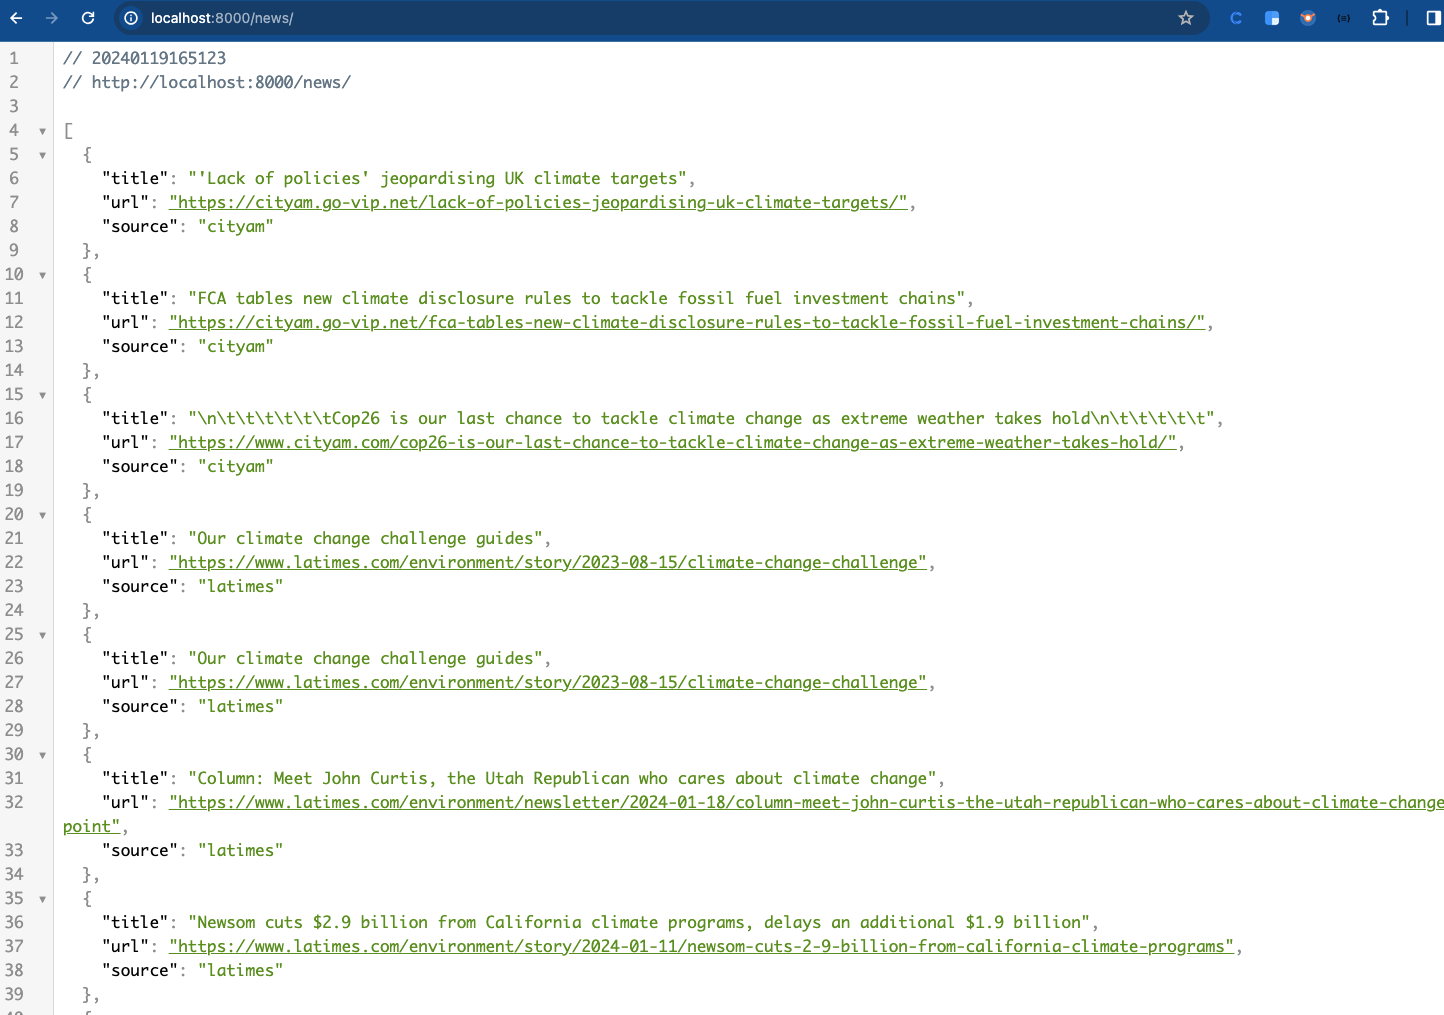 localhost:8000/news/
1 // 20240119165123
2 // http://localhost:8000/news/
3
4 [
5 {
6 "title": "'Lack of policies' jeopardising UK climate targets",
7 "url": "https://cityam.go-vip.net/lack-of-policies-jeopardising-uk-climate-targets/",
8 "source": "cityam"
9 },
10 {
11 "title": "FCA tables new climate disclosure rules to tackle fossil fuel investment chains",
12 "url": "https://cityam.go-vip.net/fca-tables-new-climate-disclosure-rules-to-tackle-fossil-fuel-investment-chains/",
13 "source": "cityam"
14 },
15 {
16 "title": "\n\t\t\t\t\t\tCop26 is our last chance to tackle climate change as extreme weather takes hold\n\t\t\t\t\t",
17 "url": "https://www.cityam.com/cop26-is-our-last-chance-to-tackle-climate-change-as-extreme-weather-takes-hold/",
18 "source": "cityam"
19 },
20 {
21 "title": "Our climate change challenge guides",
22 "url": "https://www.latimes.com/environment/story/2023-08-15/climate-change-challenge",
23 "source": "latimes"
24 },
25 {
26 "title": "Our climate change challenge guides",
27 "url": "https://www.latimes.com/environment/story/2023-08-15/climate-change-challenge",
28 "source": "latimes"
29 },
30 {
31 "title": "Column: Meet John Curtis, the Utah Republican who cares about climate change",
32 "url": "https://www.latimes.com/environment/newsletter/2024-01-18/column-meet-john-curtis-the-utah-republican-who-cares-about-climate-change
point",
33 "source": "latimes"
34 },
35 {
36 "title": "Newsom cuts $2.9 billion from California climate programs, delays an additional $1.9 billion",
37 "url": "https://www.latimes.com/environment/story/2024-01-11/newsom-cuts-2-9-billion-from-california-climate-programs",
38 "source": "latimes"
39 },